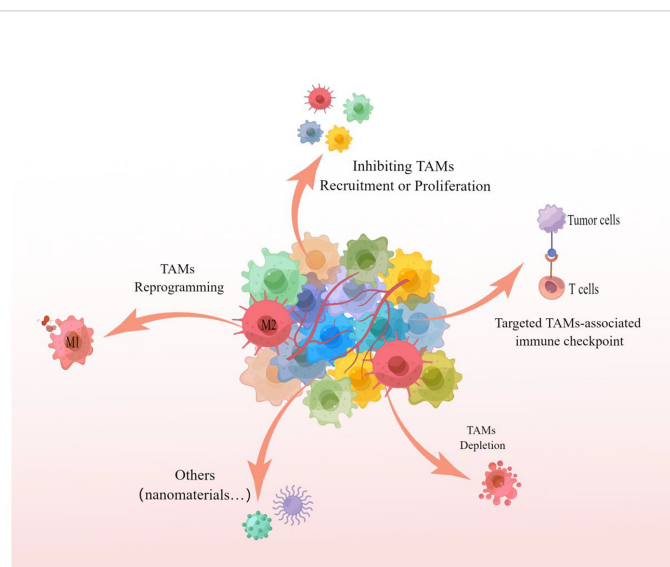 Inhibiting TAMs
Recruitment or Proliferation
Tumor cells
T cells
Targeted TAMs-associated
immune checkpoint
TAMs
Reprogramming
M2
M1
TAMs
Depletion
Others
(nanomaterials...)